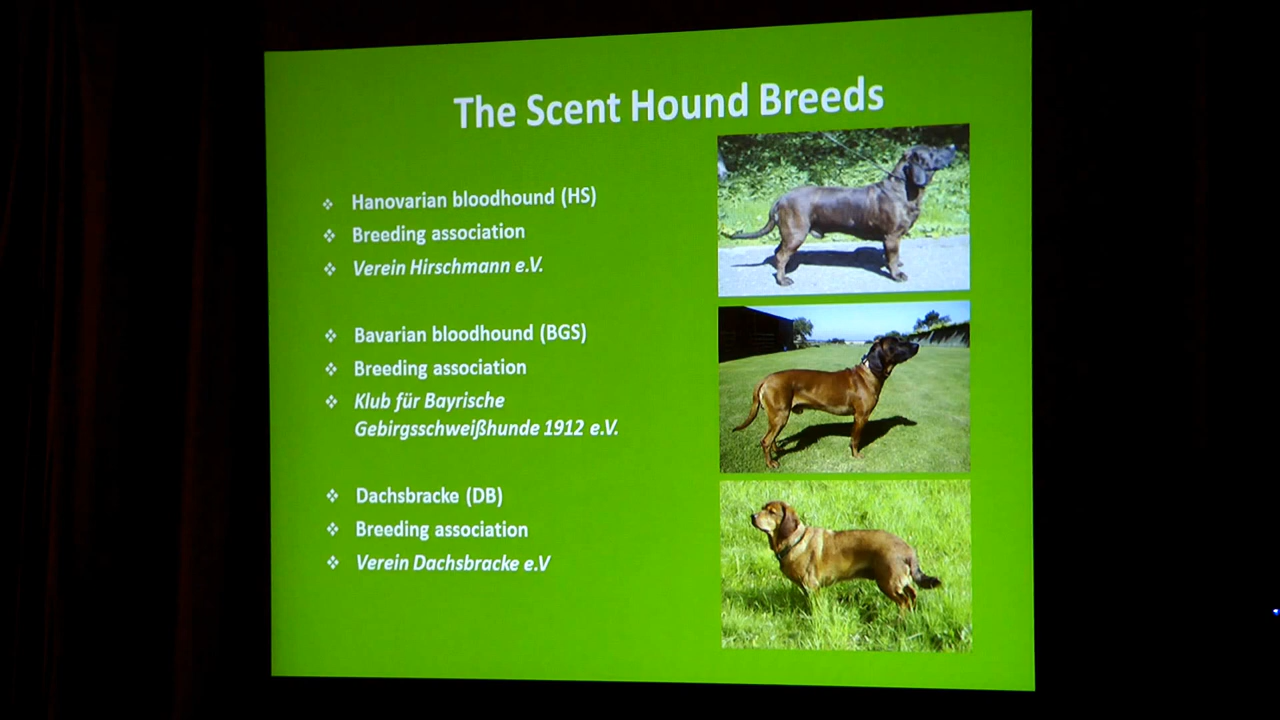 The Scent Hound Breeds
Hanovarian bloodhound (HS)
Breeding association
Verein Hirschmann e.V.
Bavarian bloodhound (BGS)
Breeding association
Klub für Bayrische
Gebirgsschweißhunde 1912 e.V.
Dachsbracke (DB)
Breeding association
Verein Dachsbracke e.V